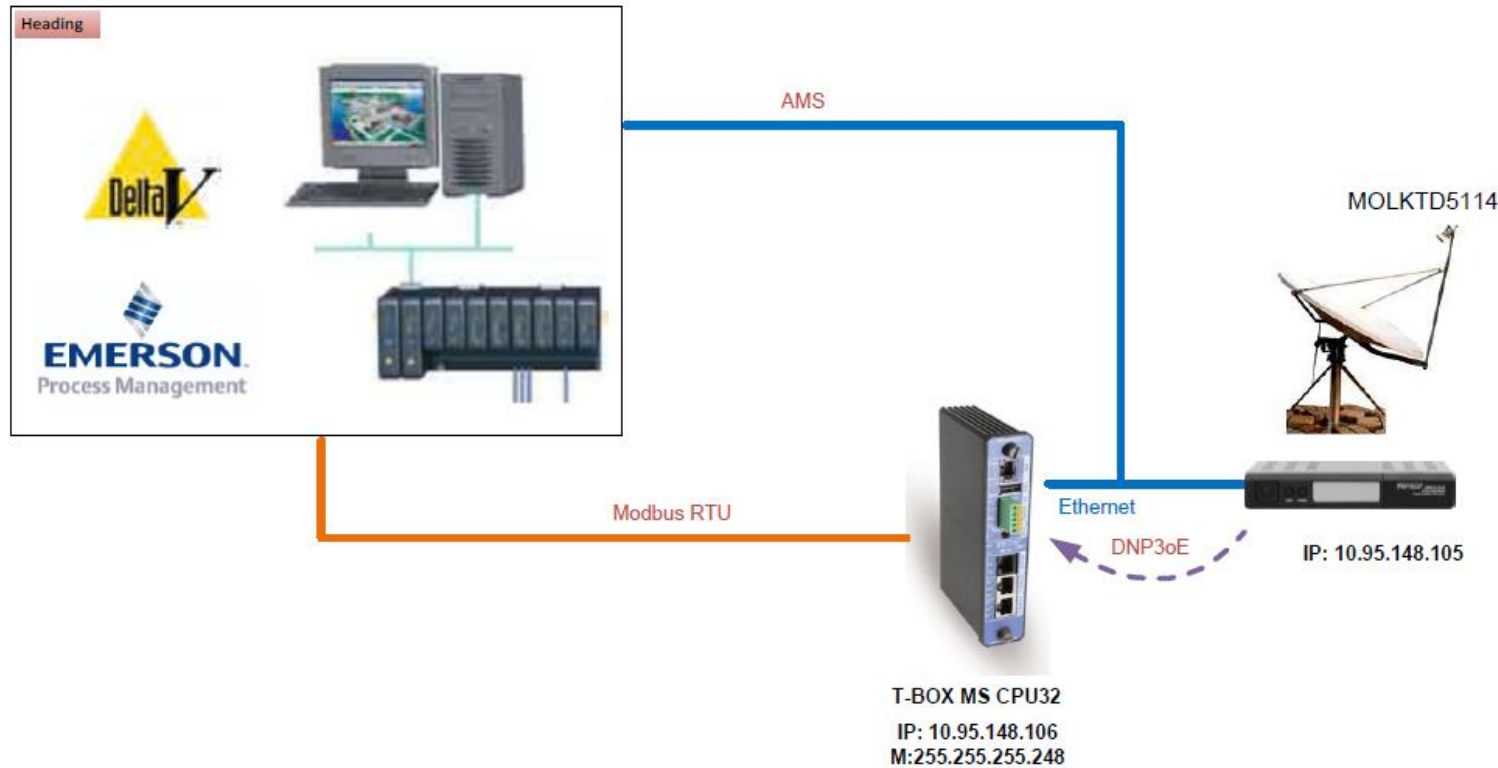 Heading
AMS
DeltaV
MOLKTD5114
EMERSON
Process Management
Modbus RTU
Ethernet
DNP3oE
IP: 10.95.148.105
T-BOX MS CPU32
IP: 10.95.148.106
M:255.255.255.248